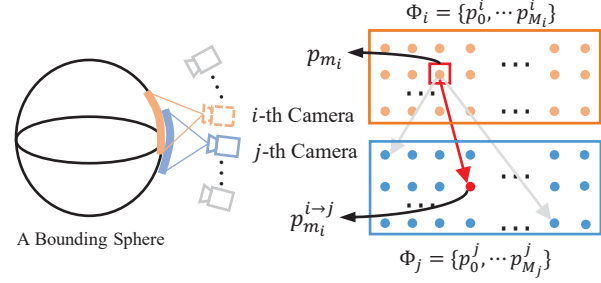 Φ_i = {p_0^i, ⋯ p_{M_i}^i}
p_{m_i}
i-th Camera
j-th Camera
p_{m_i}^{i→j}
A Bounding Sphere
Φ_j = {p_0^j, ⋯ p_{M_j}^j}